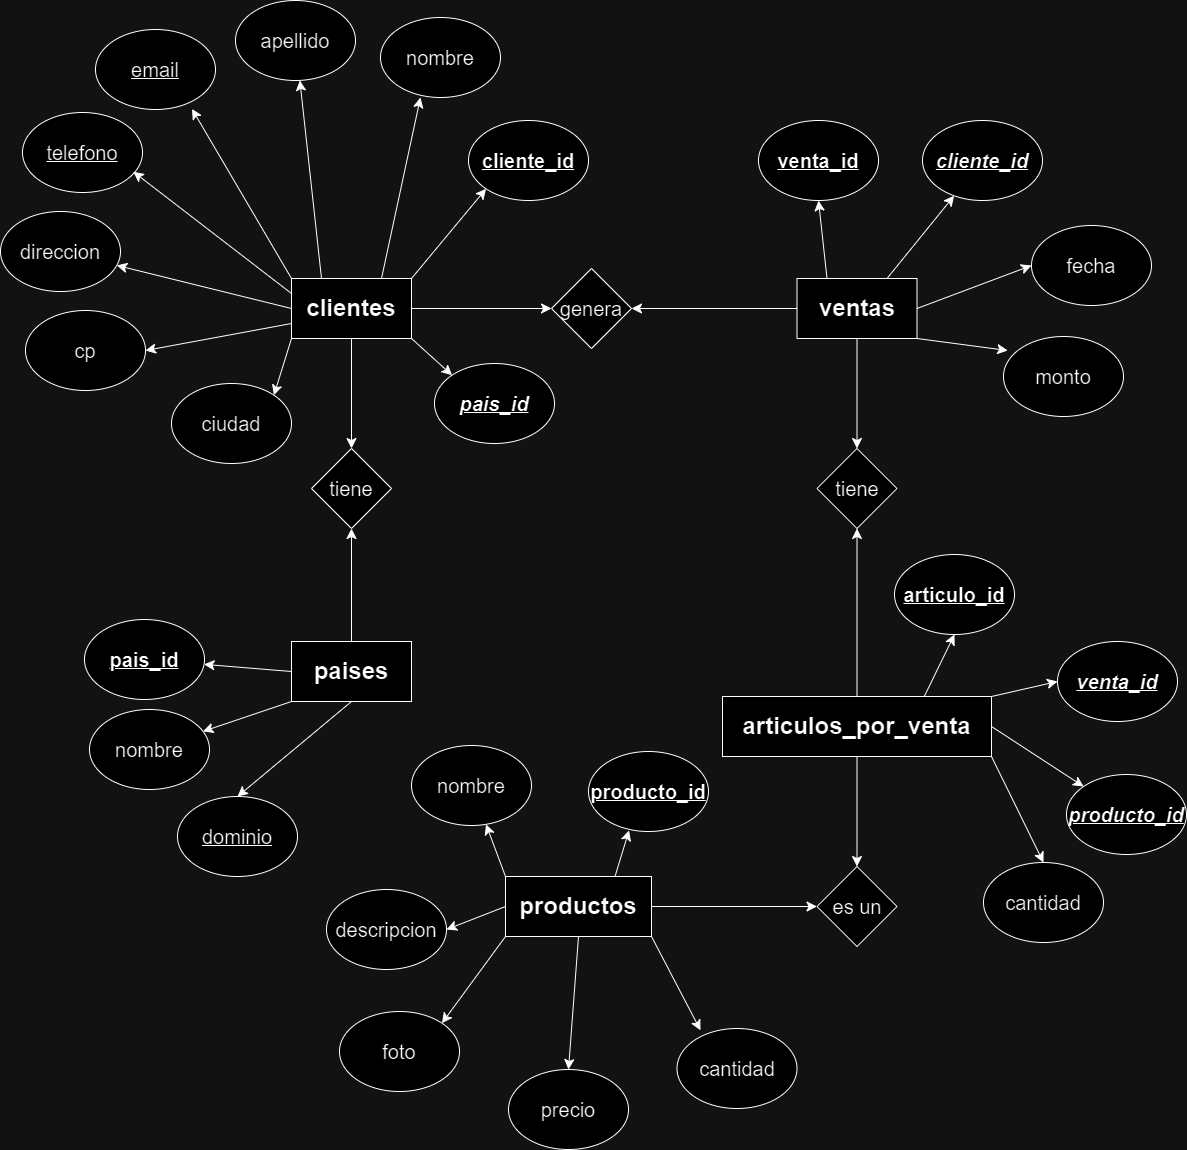 apellido
nombre
email
telefono
cliente_id
venta_id
cliente_id
direccion
fecha
clientes
genera
ventas
cp
monto
pais_id
ciudad
tiene
tiene
articulo_id
pais_id
paises
venta_id
articulos_por_venta
nombre
nombre
producto_id
producto_id
dominio
productos
es un
cantidad
descripcion
foto
cantidad
precio